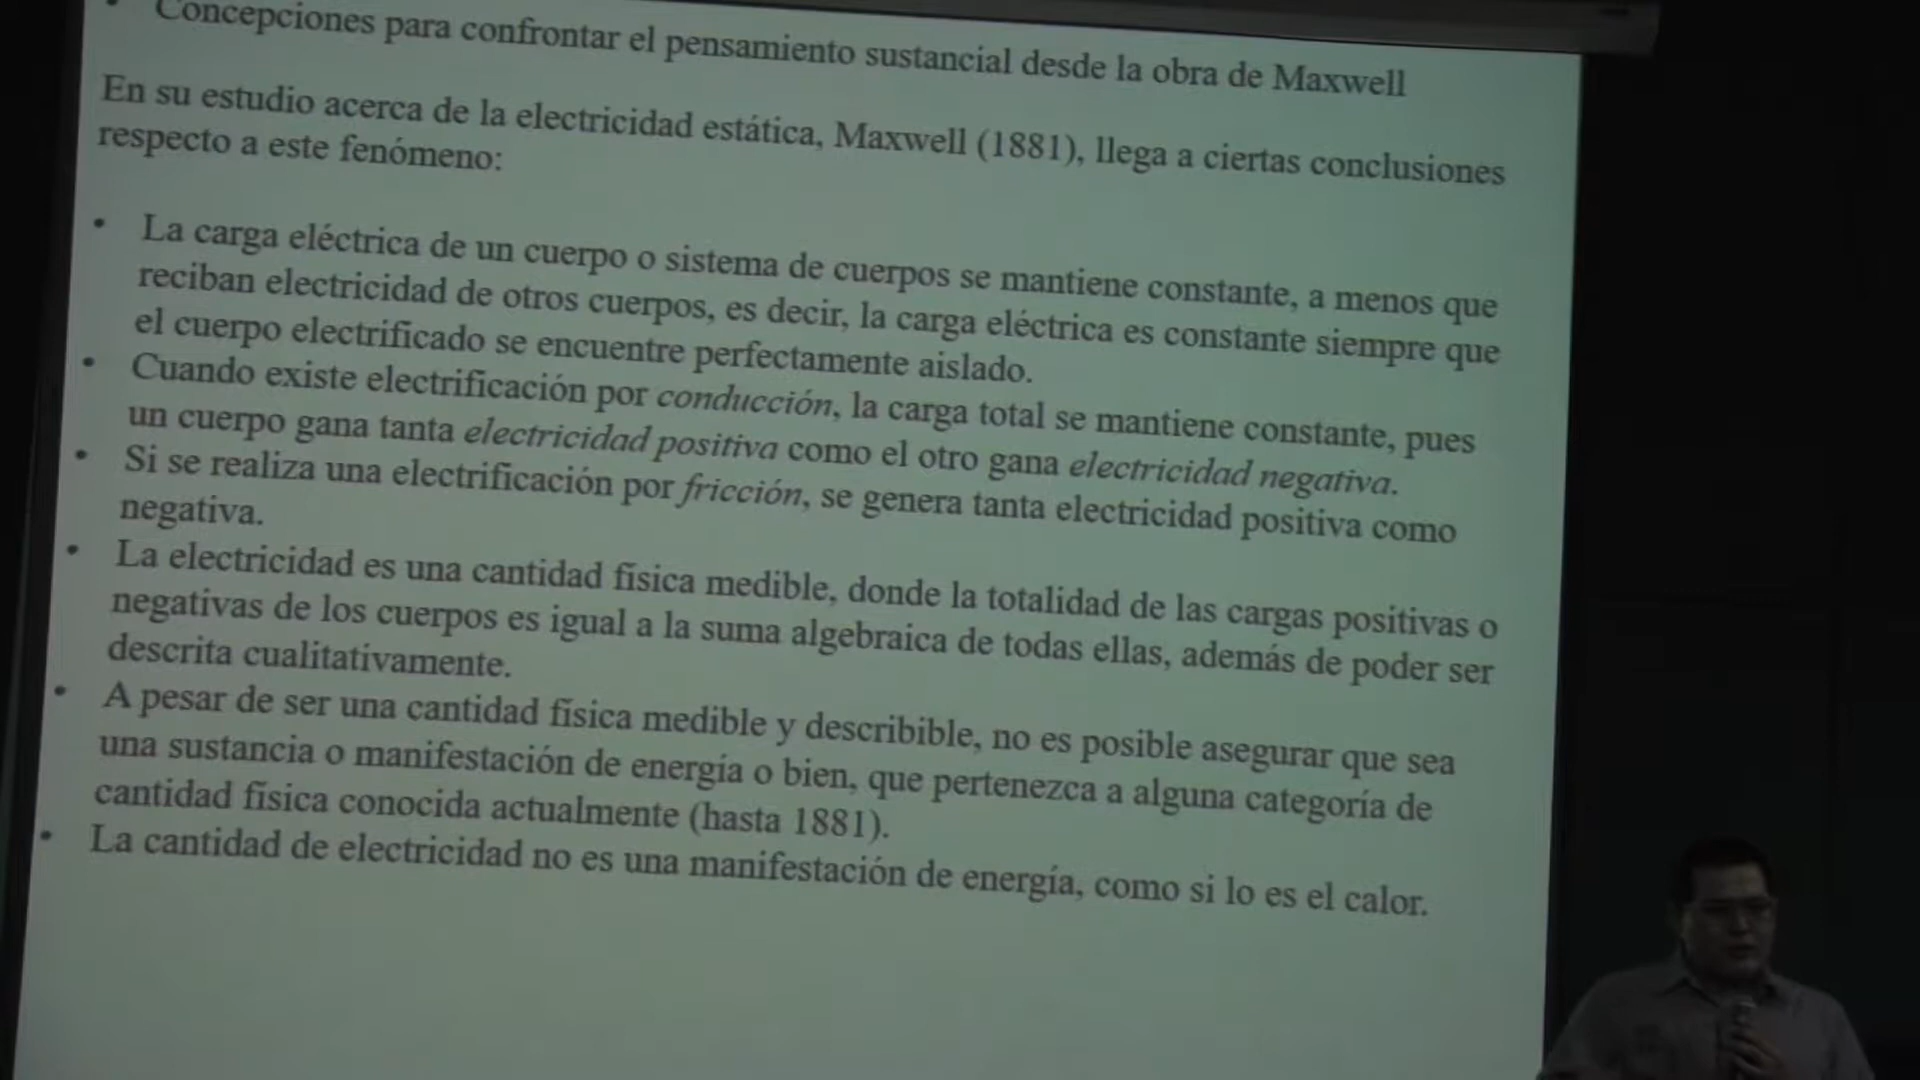 • Concepciones para confrontar el pensamiento sustancial desde la obra de Maxwell
En su estudio acerca de la electricidad estática, Maxwell (1881), llega a ciertas conclusiones
respecto a este fenómeno:
• La carga eléctrica de un cuerpo o sistema de cuerpos se mantiene constante, a menos que
reciban electricidad de otros cuerpos, es decir, la carga eléctrica es constante siempre que
el cuerpo electrificado se encuentre perfectamente aislado.
• Cuando existe electrificación por conducción, la carga total se mantiene constante, pues
un cuerpo gana tanta electricidad positiva como el otro gana electricidad negativa.
• Si se realiza una electrificación por fricción, se genera tanta electricidad positiva como
negativa.
• La electricidad es una cantidad física medible, donde la totalidad de las cargas positivas o
negativas de los cuerpos es igual a la suma algebraica de todas ellas, además de poder ser
descrita cualitativamente.
• A pesar de ser una cantidad física medible y describible, no es posible asegurar que sea
una sustancia o manifestación de energía o bien, que pertenezca a alguna categoría de
cantidad física conocida actualmente (hasta 1881).
• La cantidad de electricidad no es una manifestación de energía, como si lo es el calor.